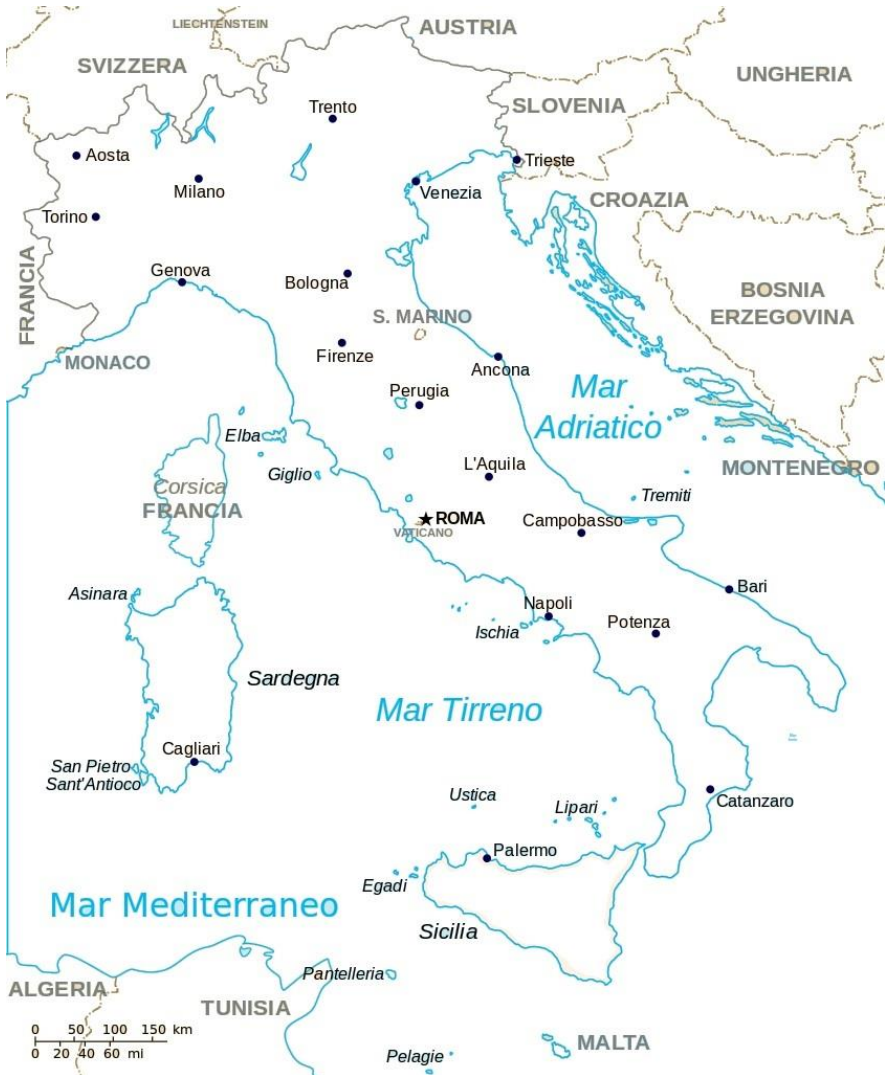 LIECHTENSTEIN
AUSTRIA
SVIZZERA
UNGHERIA
SLOVENIA
Trento
Aosta
Trieste
Milano
Venezia
CROAZIA
Torino
FRANCIA
Genova
Bologna
BOSNIA
ERZEGOVINA
S. MARINO
MONACO
Firenze
Ancona
Perugia
Mar
Adriatico
Elba
Giglio
L'Aquila
MONTENEGRO
Corsica
FRANCIA
Tremiti
ROMA
VATICANO
Campobasso
Asinara
Bari
Napoli
Ischia
Potenza
Sardegna
Mar Tirreno
Cagliari
San Pietro
Sant'Antioco
Ustica
Lipari
Catanzaro
Palermo
Egadi
Mar Mediterraneo
Sicilia
Pantelleria
ALGERIA
TUNISIA
0 50 100 150 km
0 20 40 60 mi
MALTA
Pelagie